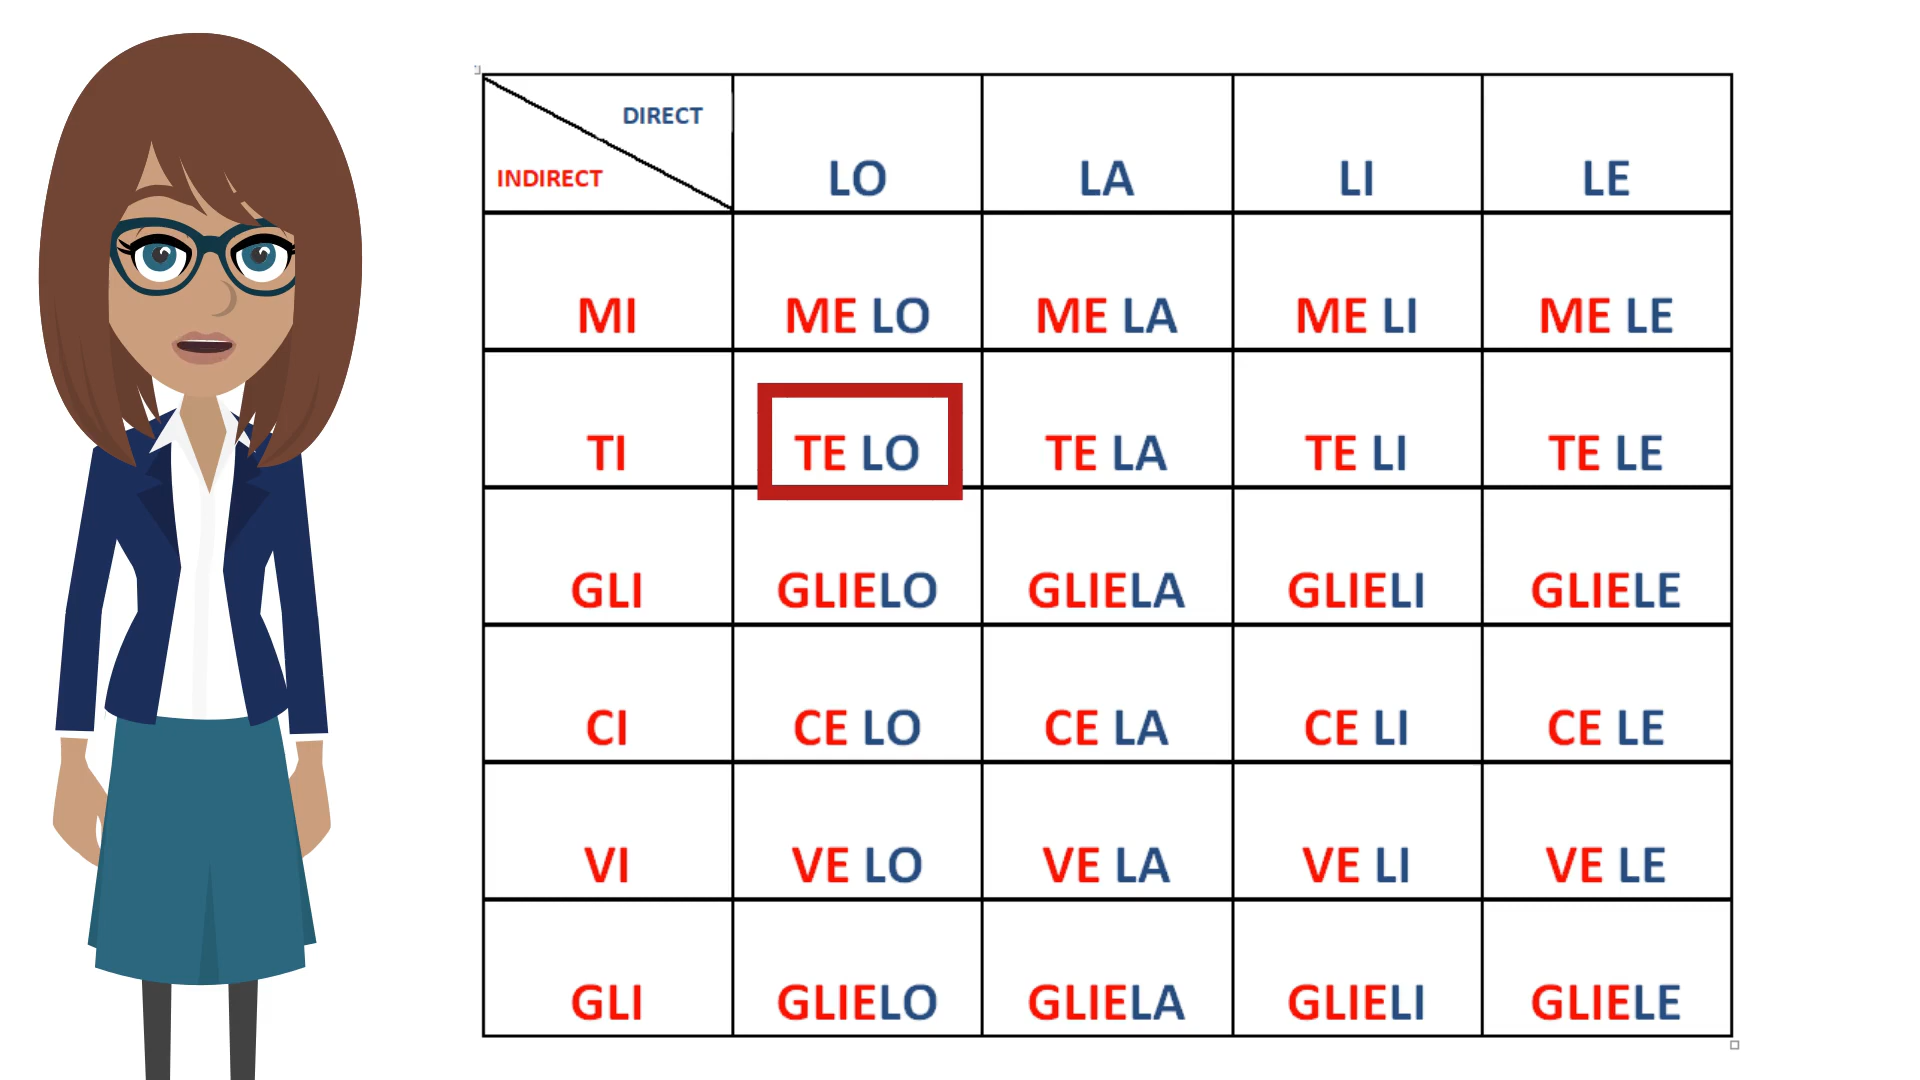 DIRECT
INDIRECT LO LA LI LE
MI ME LO ME LA ME LI ME LE
TI TE LO TE LA TE LI TE LE
GLI GLIELO GLIELA GLIELI GLIELE
CI CE LO CE LA CE LI CE LE
VI VE LO VE LA VE LI VE LE
GLI GLIELO GLIELA GLIELI GLIELE